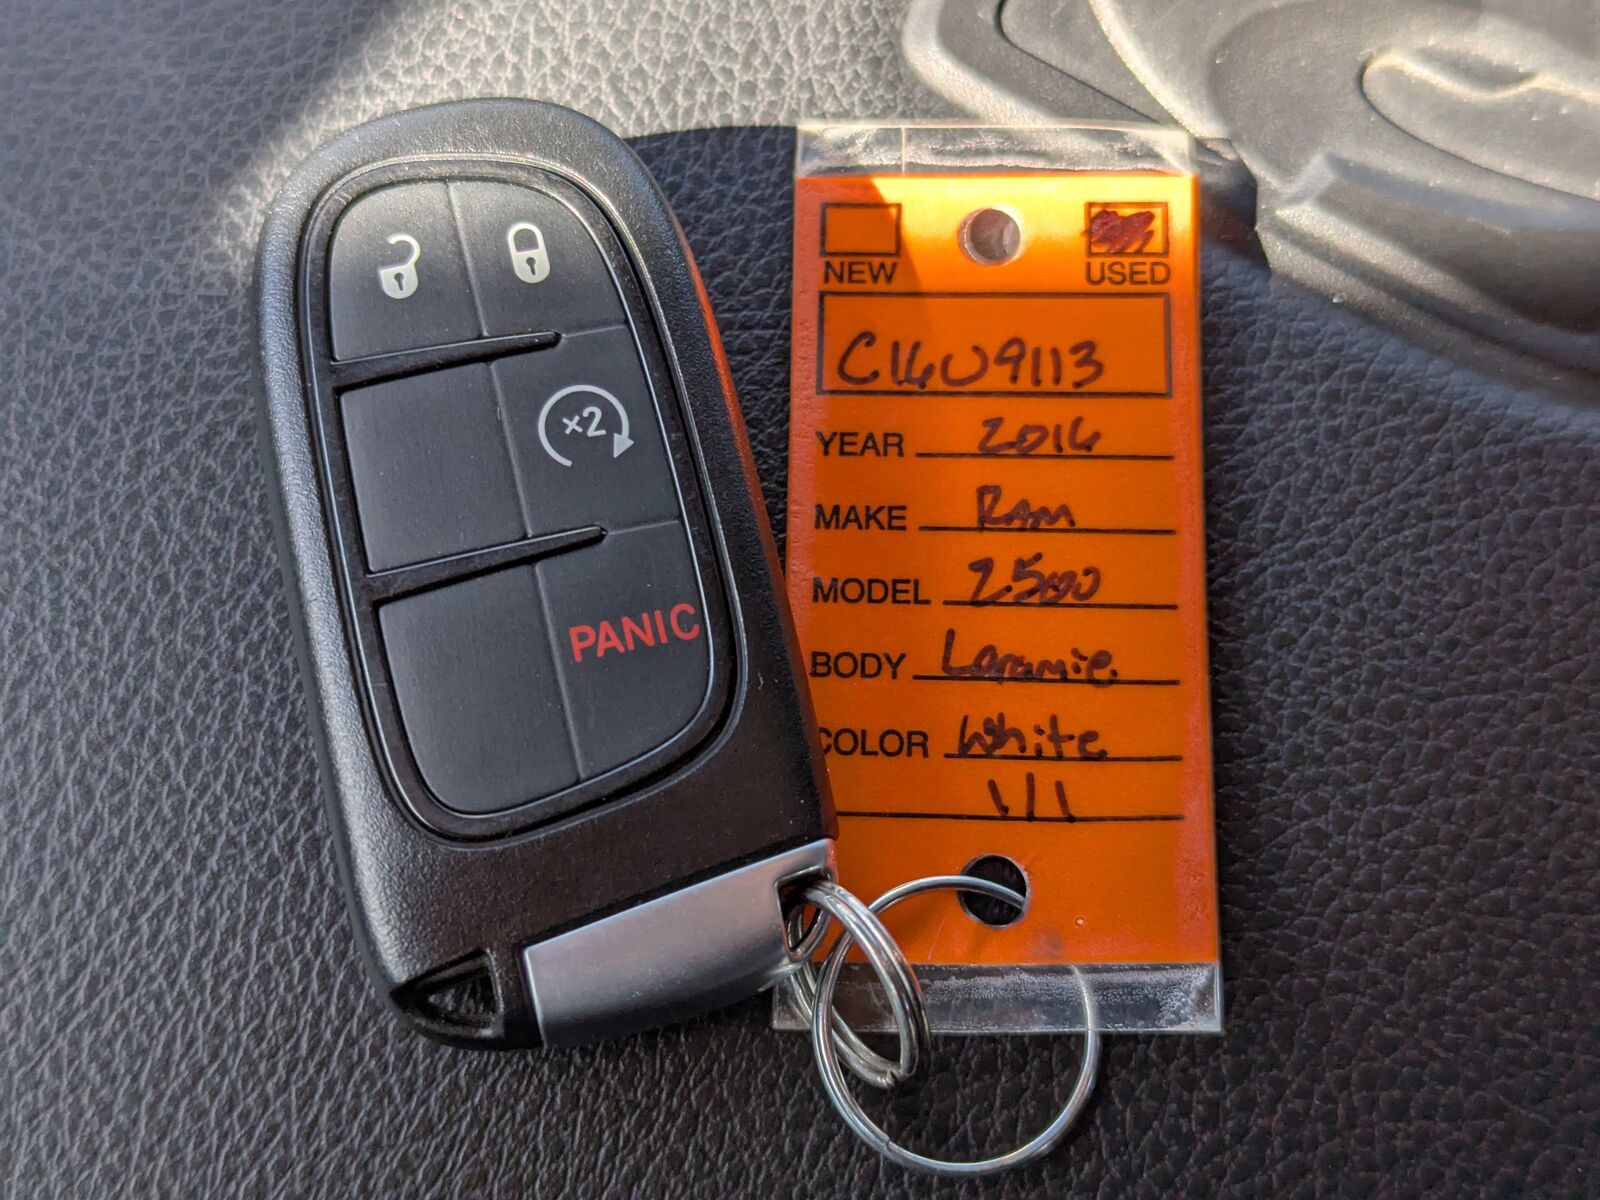 ×2
PANIC
NEW USED
C16U9113
YEAR 2016
MAKE Ram
MODEL 2500
BODY Laramie
COLOR White
1/1